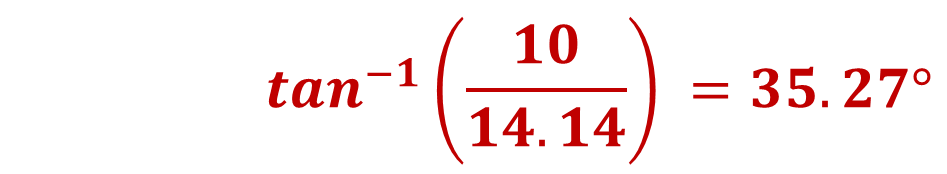 tan⁻¹(10/14.14) = 35.27°